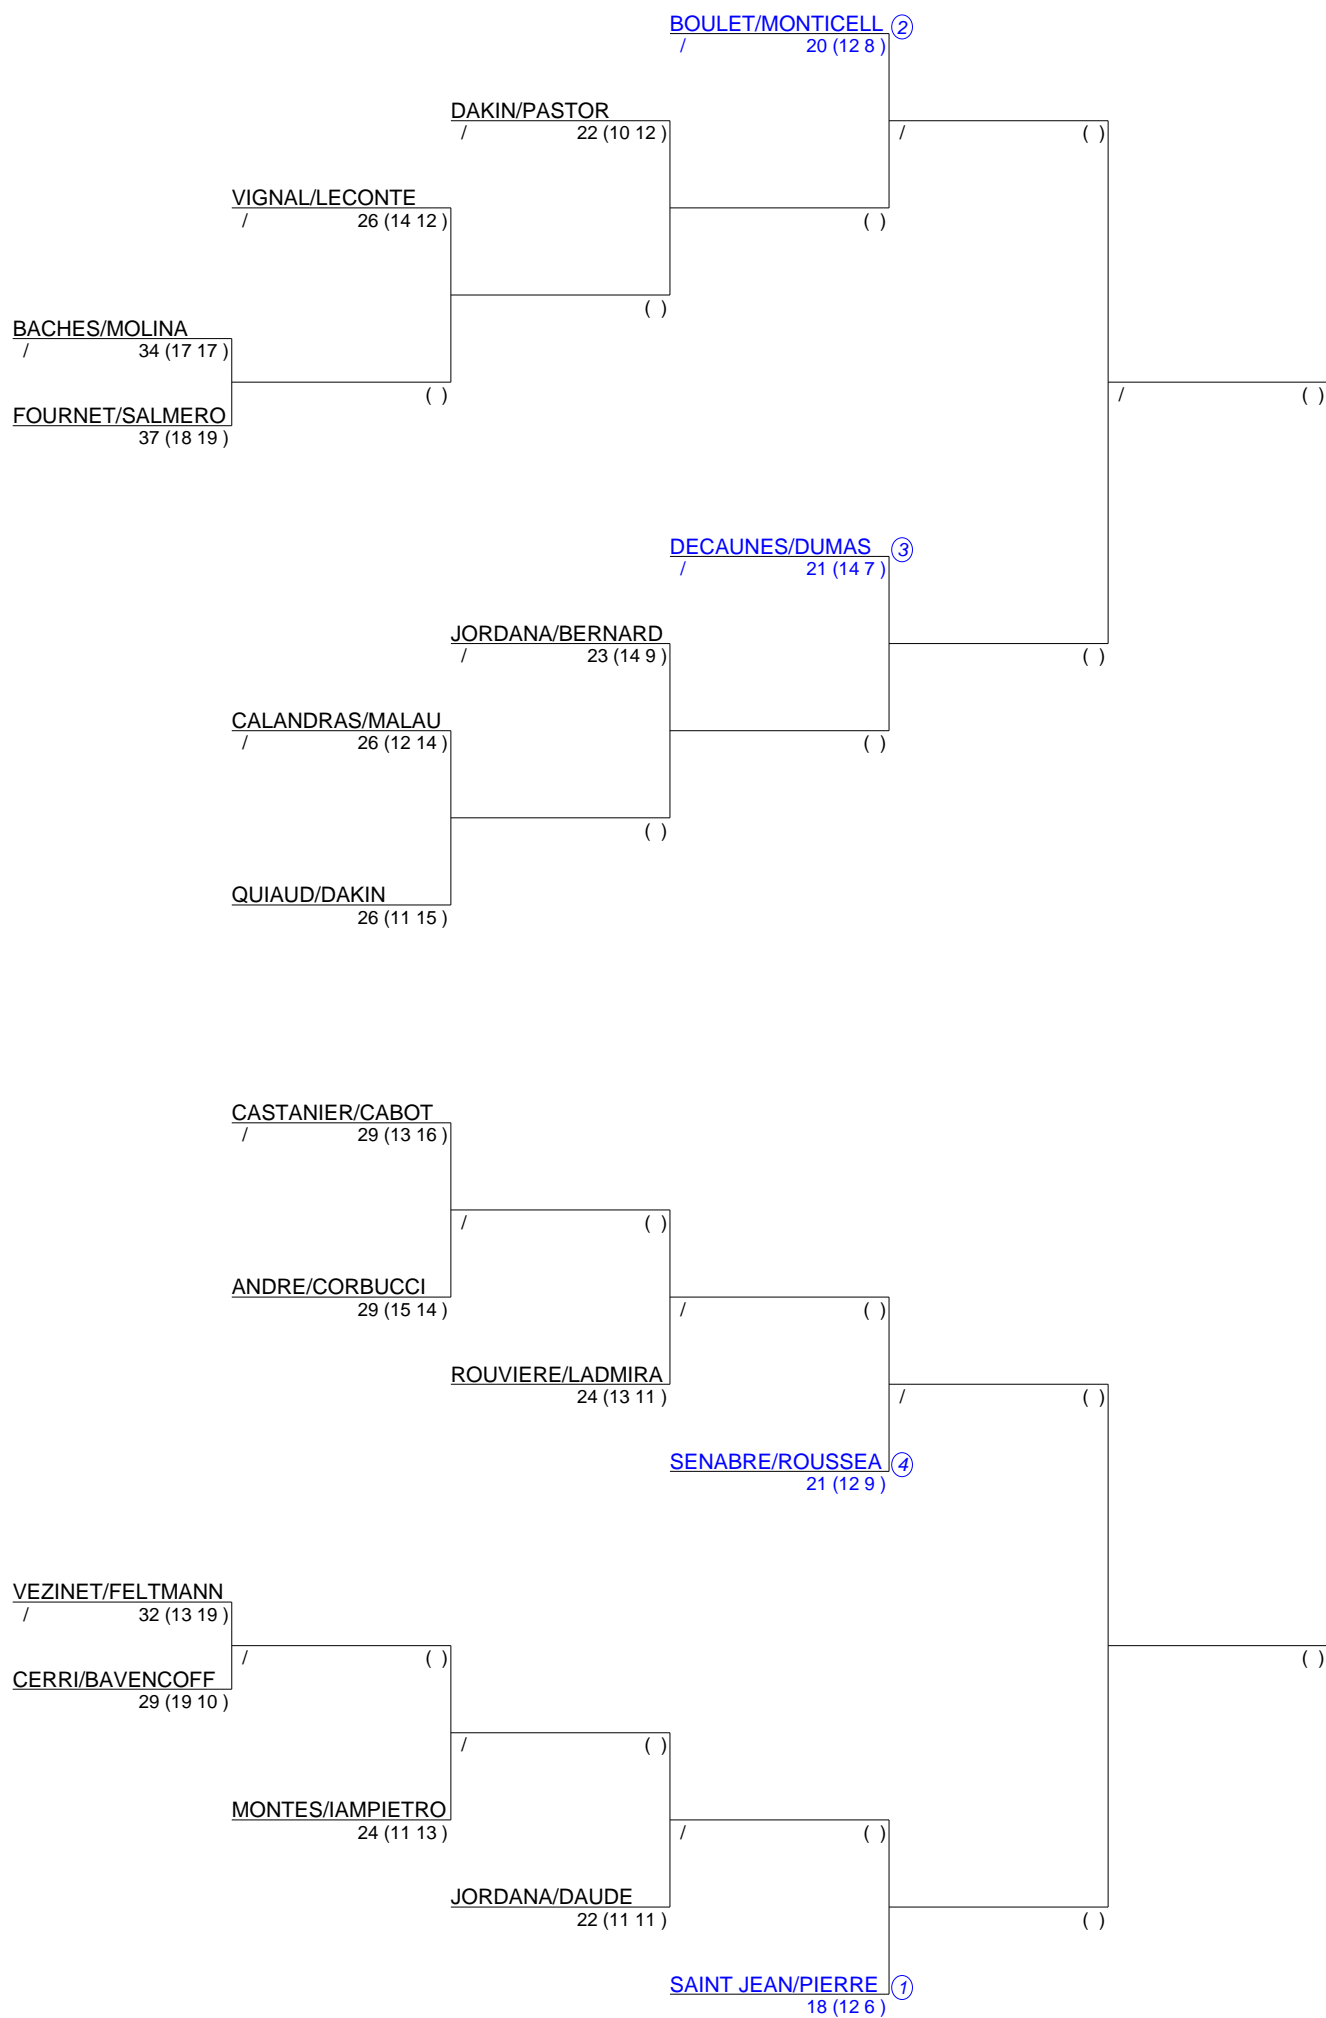 BOULET/MONTICELL 2
/ 20 (12 8 )
DAKIN/PASTOR
/ 22 (10 12 )
/ ( )
VIGNAL/LECONTE
/ 26 (14 12 )
( )
( )
BACHES/MOLINA
/ 34 (17 17 )
( )
/ ( )
FOURNET/SALMERO
37 (18 19 )
DECAUNES/DUMAS 3
/ 21 (14 7 )
JORDANA/BERNARD
/ 23 (14 9 )
( )
CALANDRAS/MALAU
/ 26 (12 14 )
( )
( )
QUIAUD/DAKIN
26 (11 15 )
CASTANIER/CABOT
/ 29 (13 16 )
/ ( )
ANDRE/CORBUCCI
29 (15 14 )
/ ( )
ROUVIERE/LADMIRA
24 (13 11 )
/ ( )
SENABRE/ROUSSEA 4
21 (12 9 )
VEZINET/FELTMANN
/ 32 (13 19 )
/ ( )
( )
CERRI/BAVENCOFF
29 (19 10 )
/ ( )
MONTES/IAMPIETRO
24 (11 13 )
/ ( )
JORDANA/DAUDE
22 (11 11 )
( )
SAINT JEAN/PIERRE 1
18 (12 6 )